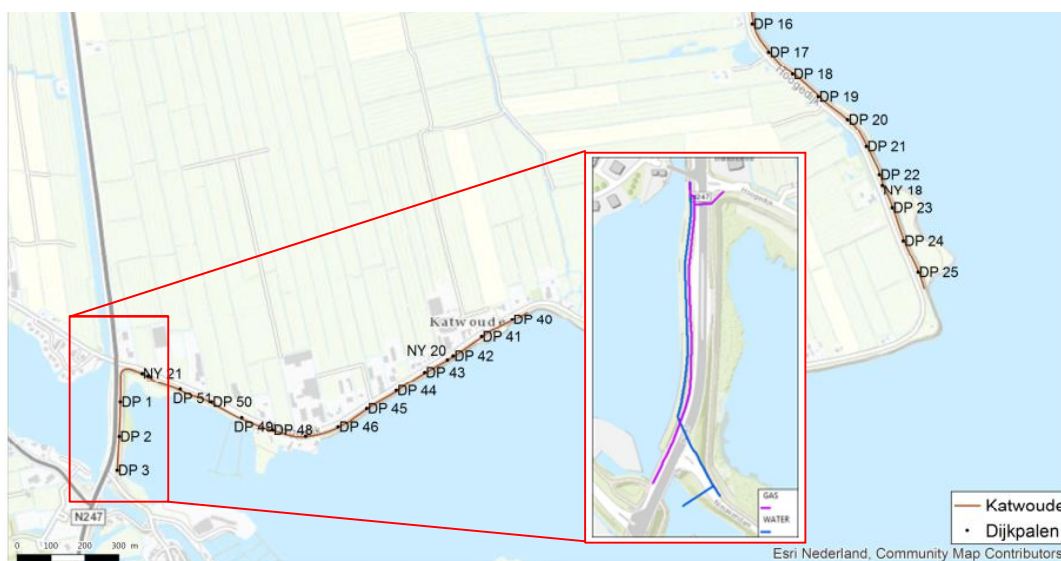 DP 16
DP 17
DP 18
Hoogedijk
DP 19
DP 20
DP 21
DP 22
NY 18
DP 23
DP 24
DP 25
Katwoude
DP 40
DP 41
NY 20
DP 42
DP 43
DP 44
DP 45
DP 46
DP 48
DP 49
DP 50
DP 51
NY 21
DP 1
DP 2
DP 3
N247
0 100 200 300 m
247
GAS
WATER
Katwoude
Dijkpalen
Esri Nederland, Community Map Contributors